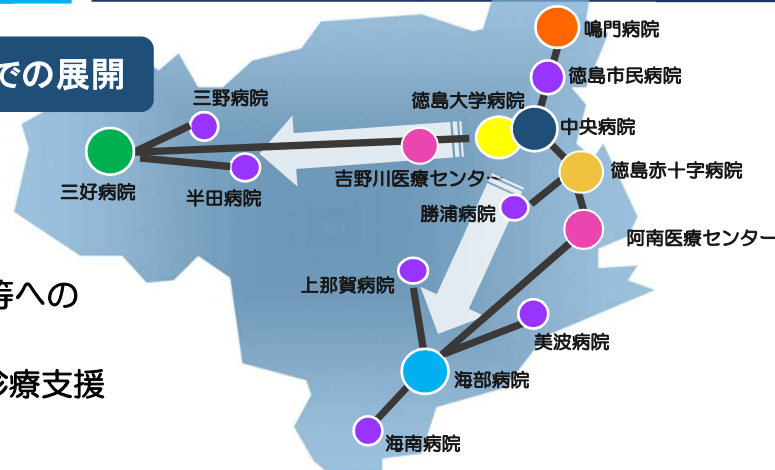 での展開
鳴門病院
徳島市民病院
徳島大学病院
中央病院
三野病院
徳島赤十字病院
三好病院
半田病院
吉野川医療センター
勝浦病院
阿南医療センター
上那賀病院
等への
美波病院
診療支援
海部病院
海南病院